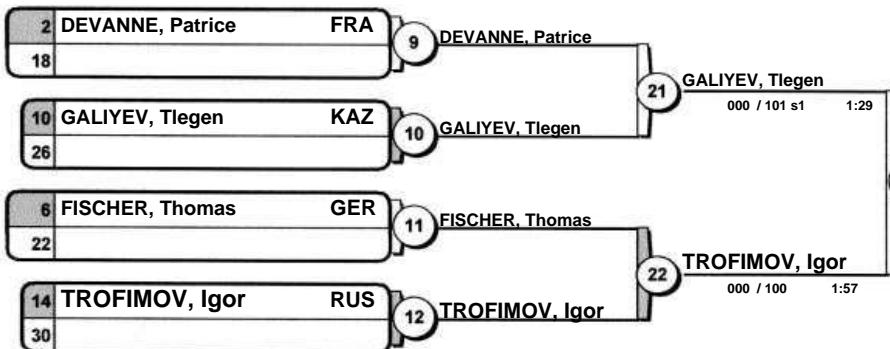 2 DEVANNE, Patrice FRA
18
9 DEVANNE, Patrice
10 GALIYEV, Tlegen KAZ
26
10 GALIYEV, Tlegen
21 GALIYEV, Tlegen
000 / 101 s1 1:29
6 FISCHER, Thomas GER
22
11 FISCHER, Thomas
14 TROFIMOV, Igor RUS
30
12 TROFIMOV, Igor
22 TROFIMOV, Igor
000 / 100 1:57